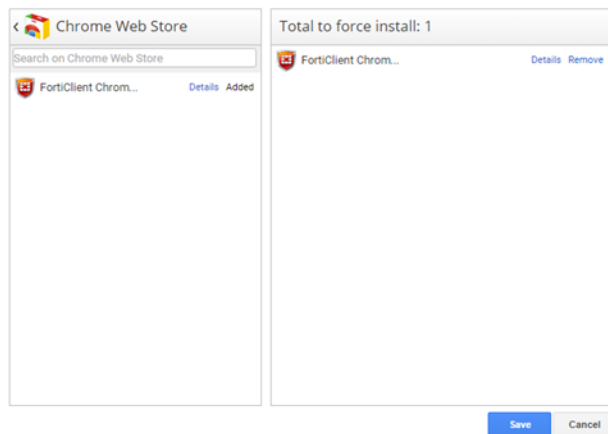 Chrome Web Store
Search on Chrome Web Store
FortiClient Chrom... Details Added
Total to force install: 1
FortiClient Chrom... Details Remove
Save Cancel